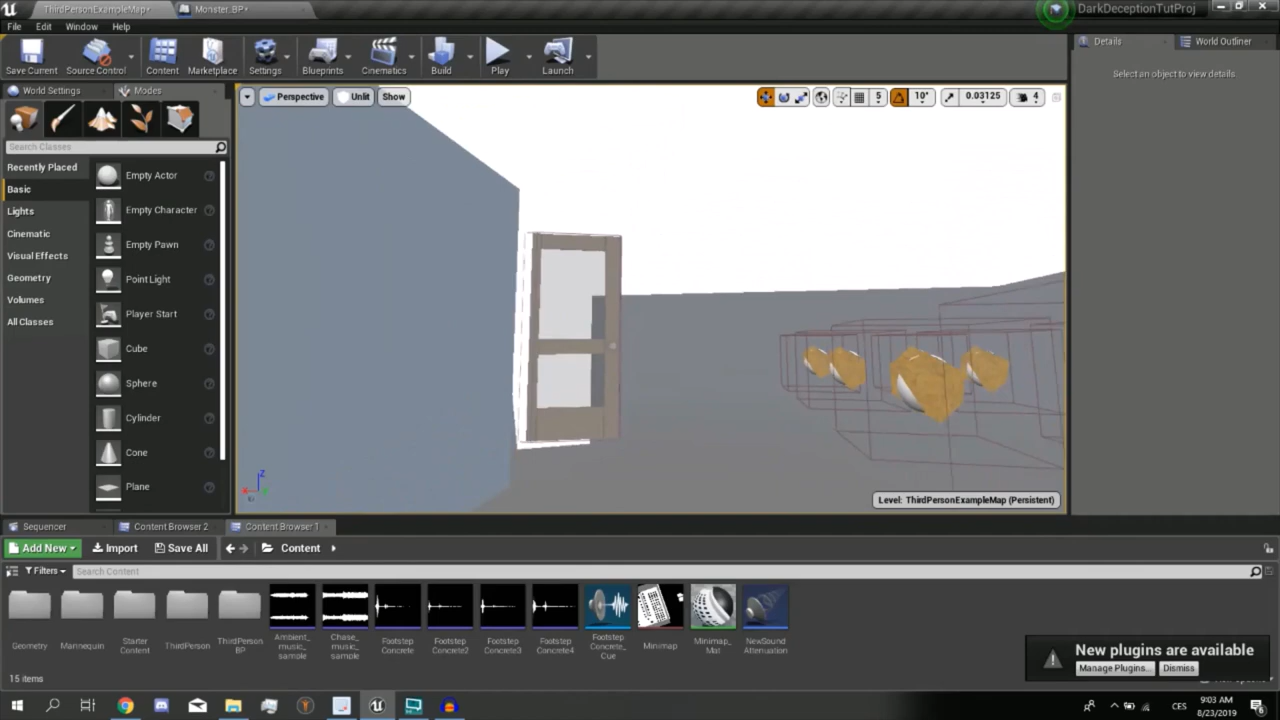 ThirdPersonExampleMap*
Monster.BP*
DarkDeceptionTutProj
File Edit Window Help
Save Current Source Control Content Marketplace Settings Blueprints Cinematics Build Play Launch
Details World Outliner
Select an object to view details.
World Settings Modes
Perspective Unlit Show
5 10° 0.03125 4
Search Classes
Recently Placed
Basic
Lights
Cinematic
Visual Effects
Geometry
Volumes
All Classes
Empty Actor
Empty Character
Empty Pawn
Point Light
Player Start
Cube
Sphere
Cylinder
Cone
Plane
Z
Level: ThirdPersonExampleMap (Persistent)
Sequencer Content Browser 2 Content Browser 1
Add New Import Save All Content
Filters Search Content
Geometry
Mannequin
Starter
Content
ThirdPerson
ThirdPerson
BP
Ambient_
music_
sample
Chase_
music_
sample
Footstep
Concrete
Footstep
Concrete2
Footstep
Concrete3
Footstep
Concrete4
Footstep
Concrete_
Cue
Minimap
Minimap_
Mat
NewSound
Attenuation
15 items
New plugins are available
Manage Plugins... Dismiss
CES
9:03 AM
8/23/2019